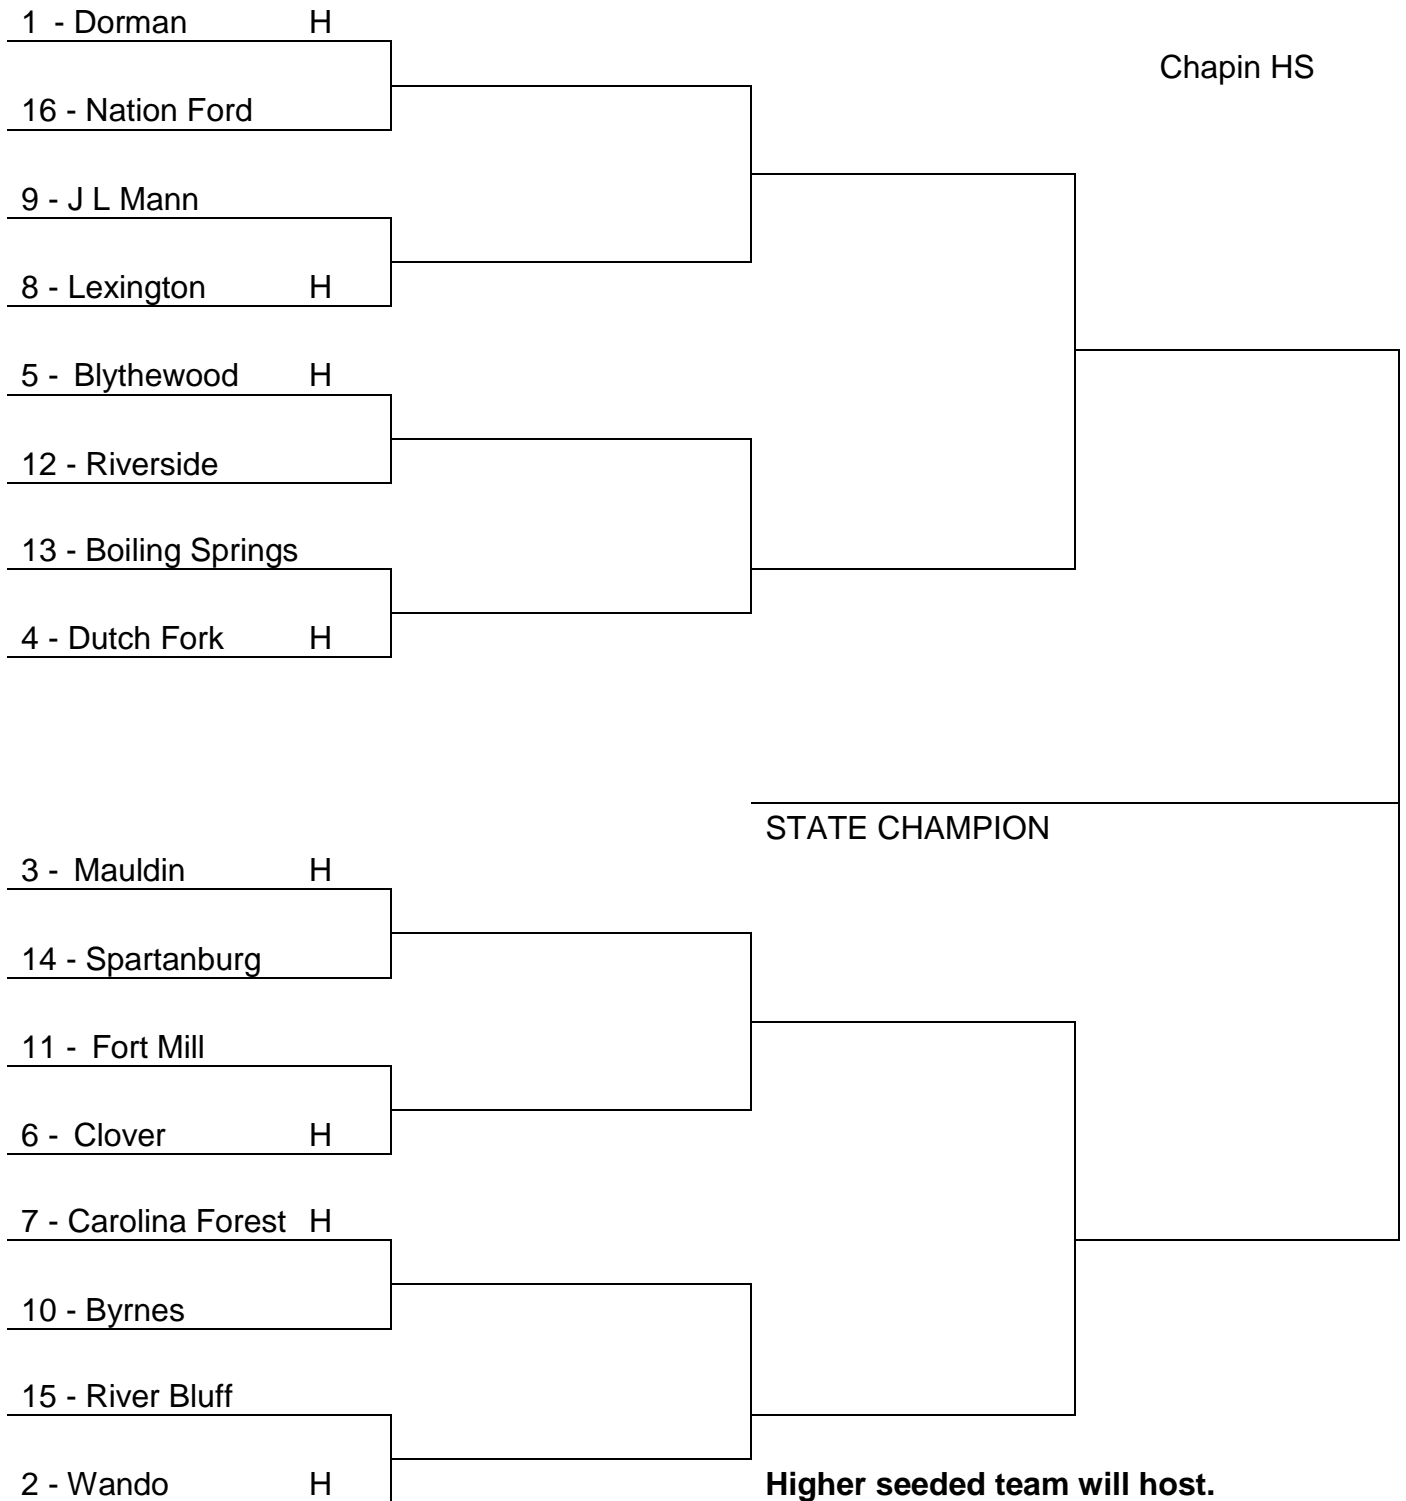 1 - Dorman H
Chapin HS
16 - Nation Ford
9 - J L Mann
8 - Lexington H
5 - Blythewood H
12 - Riverside
13 - Boiling Springs
4 - Dutch Fork H
STATE CHAMPION
3 - Mauldin H
14 - Spartanburg
11 - Fort Mill
6 - Clover H
7 - Carolina Forest H
10 - Byrnes
15 - River Bluff
2 - Wando H
Higher seeded team will host.